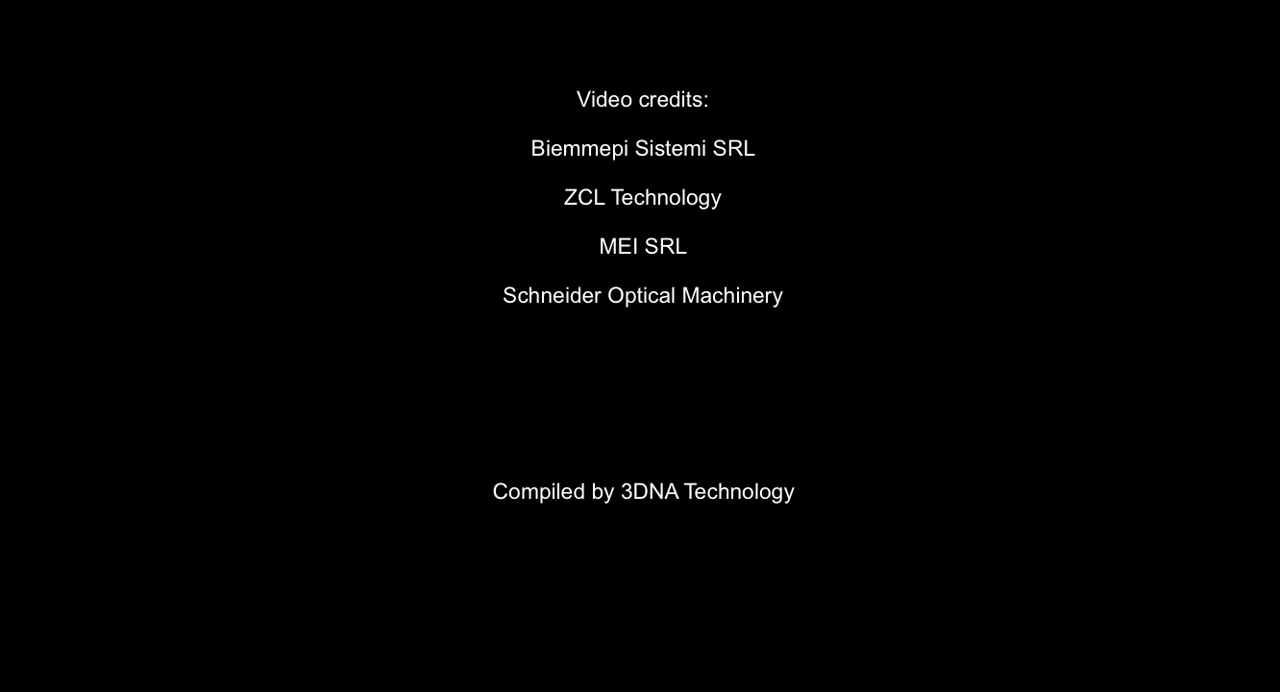 Video credits:
Biemmepi Sistemi SRL
ZCL Technology
MEI SRL
Schneider Optical Machinery
Compiled by 3DNA Technology